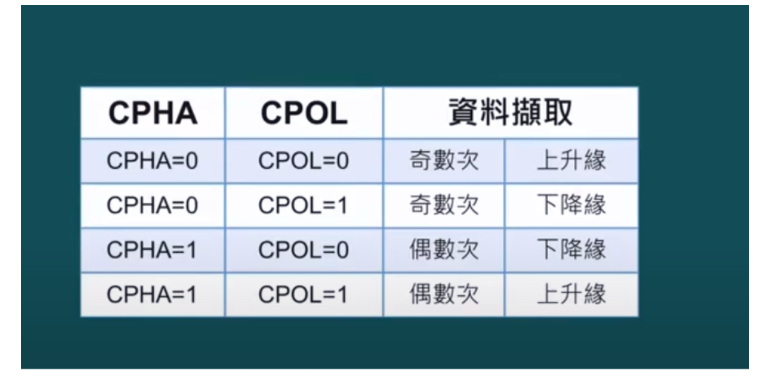 CPHA CPOL 資料擷取
CPHA=0 CPOL=0 奇數次 上升緣
CPHA=0 CPOL=1 奇數次 下降緣
CPHA=1 CPOL=0 偶數次 下降緣
CPHA=1 CPOL=1 偶數次 上升緣